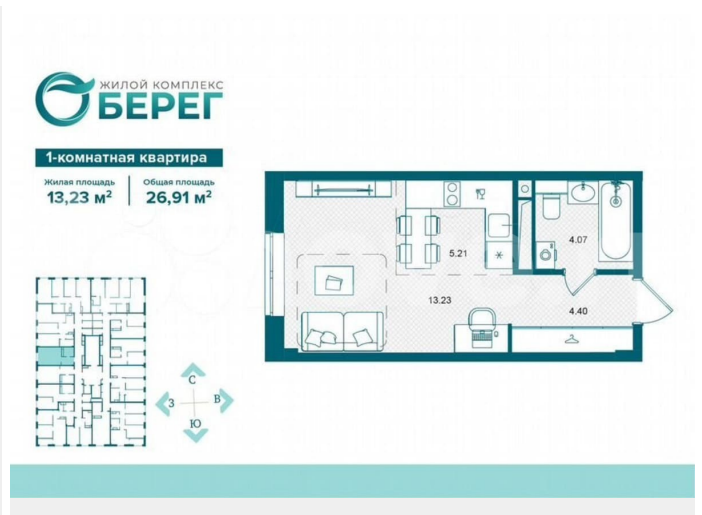 ЖИЛОЙ КОМПЛЕКС
БЕРЕГ
1-комнатная квартира
Жилая площадь
13,23 м²
Общая площадь
26,91 м²
5.21
4.07
13.23
4.40
С
З
В
Ю